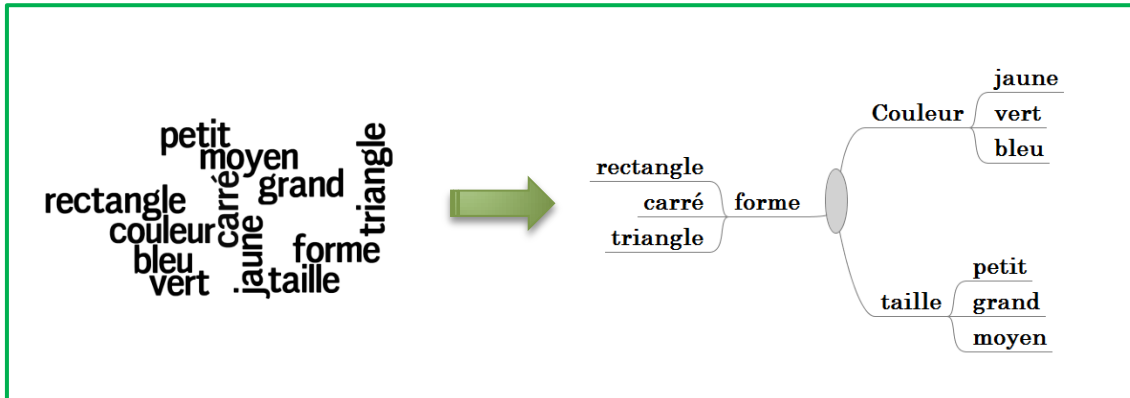 petit
moyen
grand
triangle
rectangle
carré
couleur
jaune
forme
bleu
taille
vert
rectangle
carré
triangle
forme
Couleur
jaune
vert
bleu
taille
petit
grand
moyen